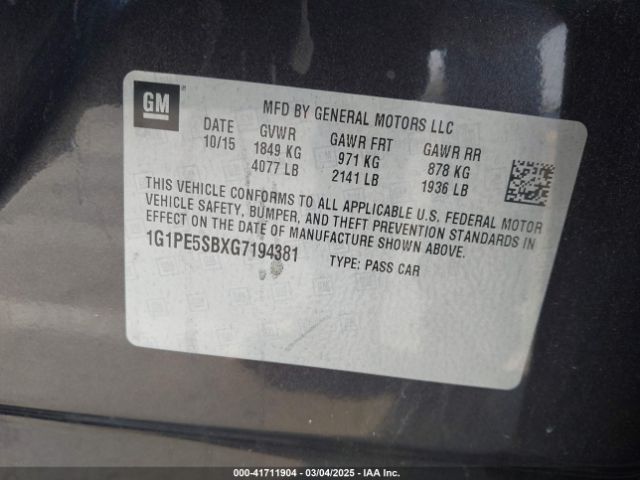 GM
MFD BY GENERAL MOTORS LLC
DATE GVWR GAWR FRT GAWR RR
10/15 1849 KG 971 KG 878 KG
4077 LB 2141 LB 1936 LB
THIS VEHICLE CONFORMS TO ALL APPLICABLE U.S. FEDERAL MOTOR
VEHICLE SAFETY, BUMPER, AND THEFT PREVENTION STANDARDS IN
EFFECT ON THE DATE OF MANUFACTURE SHOWN ABOVE.
1G1PE5SBXG7194381 TYPE: PASS CAR
000-41711904 - 03/04/2025 - IAA Inc.